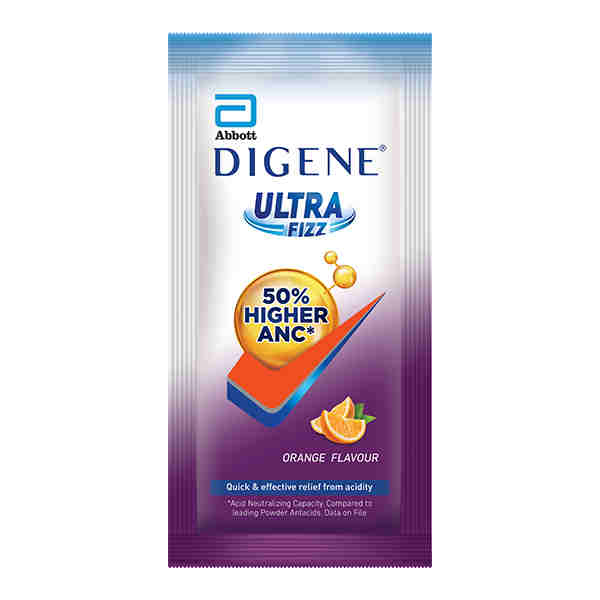 Abbott
DIGENE®
ULTRA
FIZZ
50%
HIGHER
ANC*
ORANGE FLAVOUR
Quick & effective relief from acidity
*Acid Neutralizing Capacity. Compared to
leading Powder Antacids, Data on File